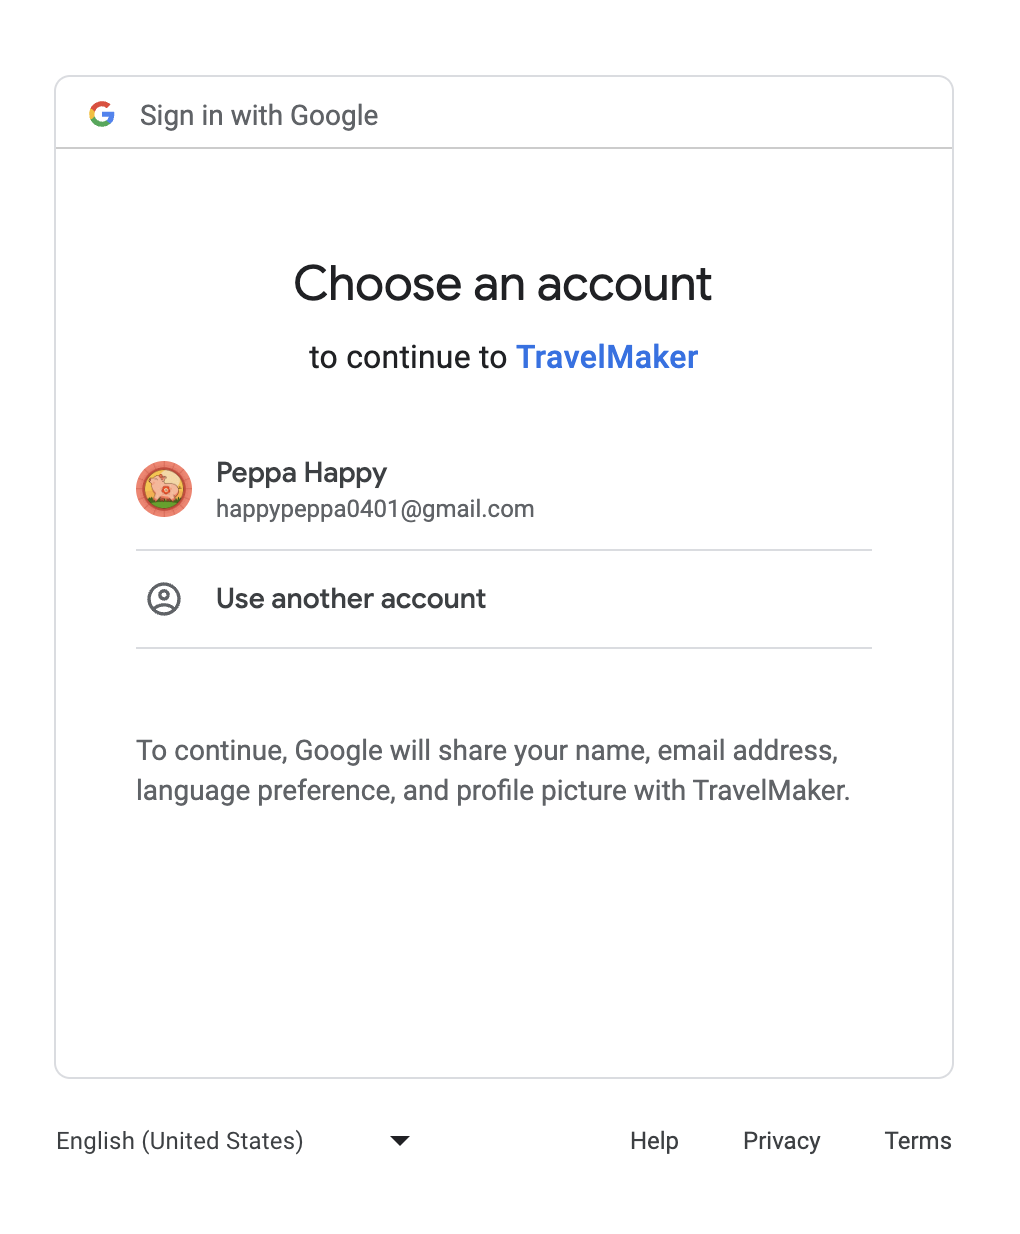 Sign in with Google
Choose an account
to continue to TravelMaker
Peppa Happy
happypeppa0401@gmail.com
Use another account
To continue, Google will share your name, email address,
language preference, and profile picture with TravelMaker.
English (United States)
Help
Privacy
Terms